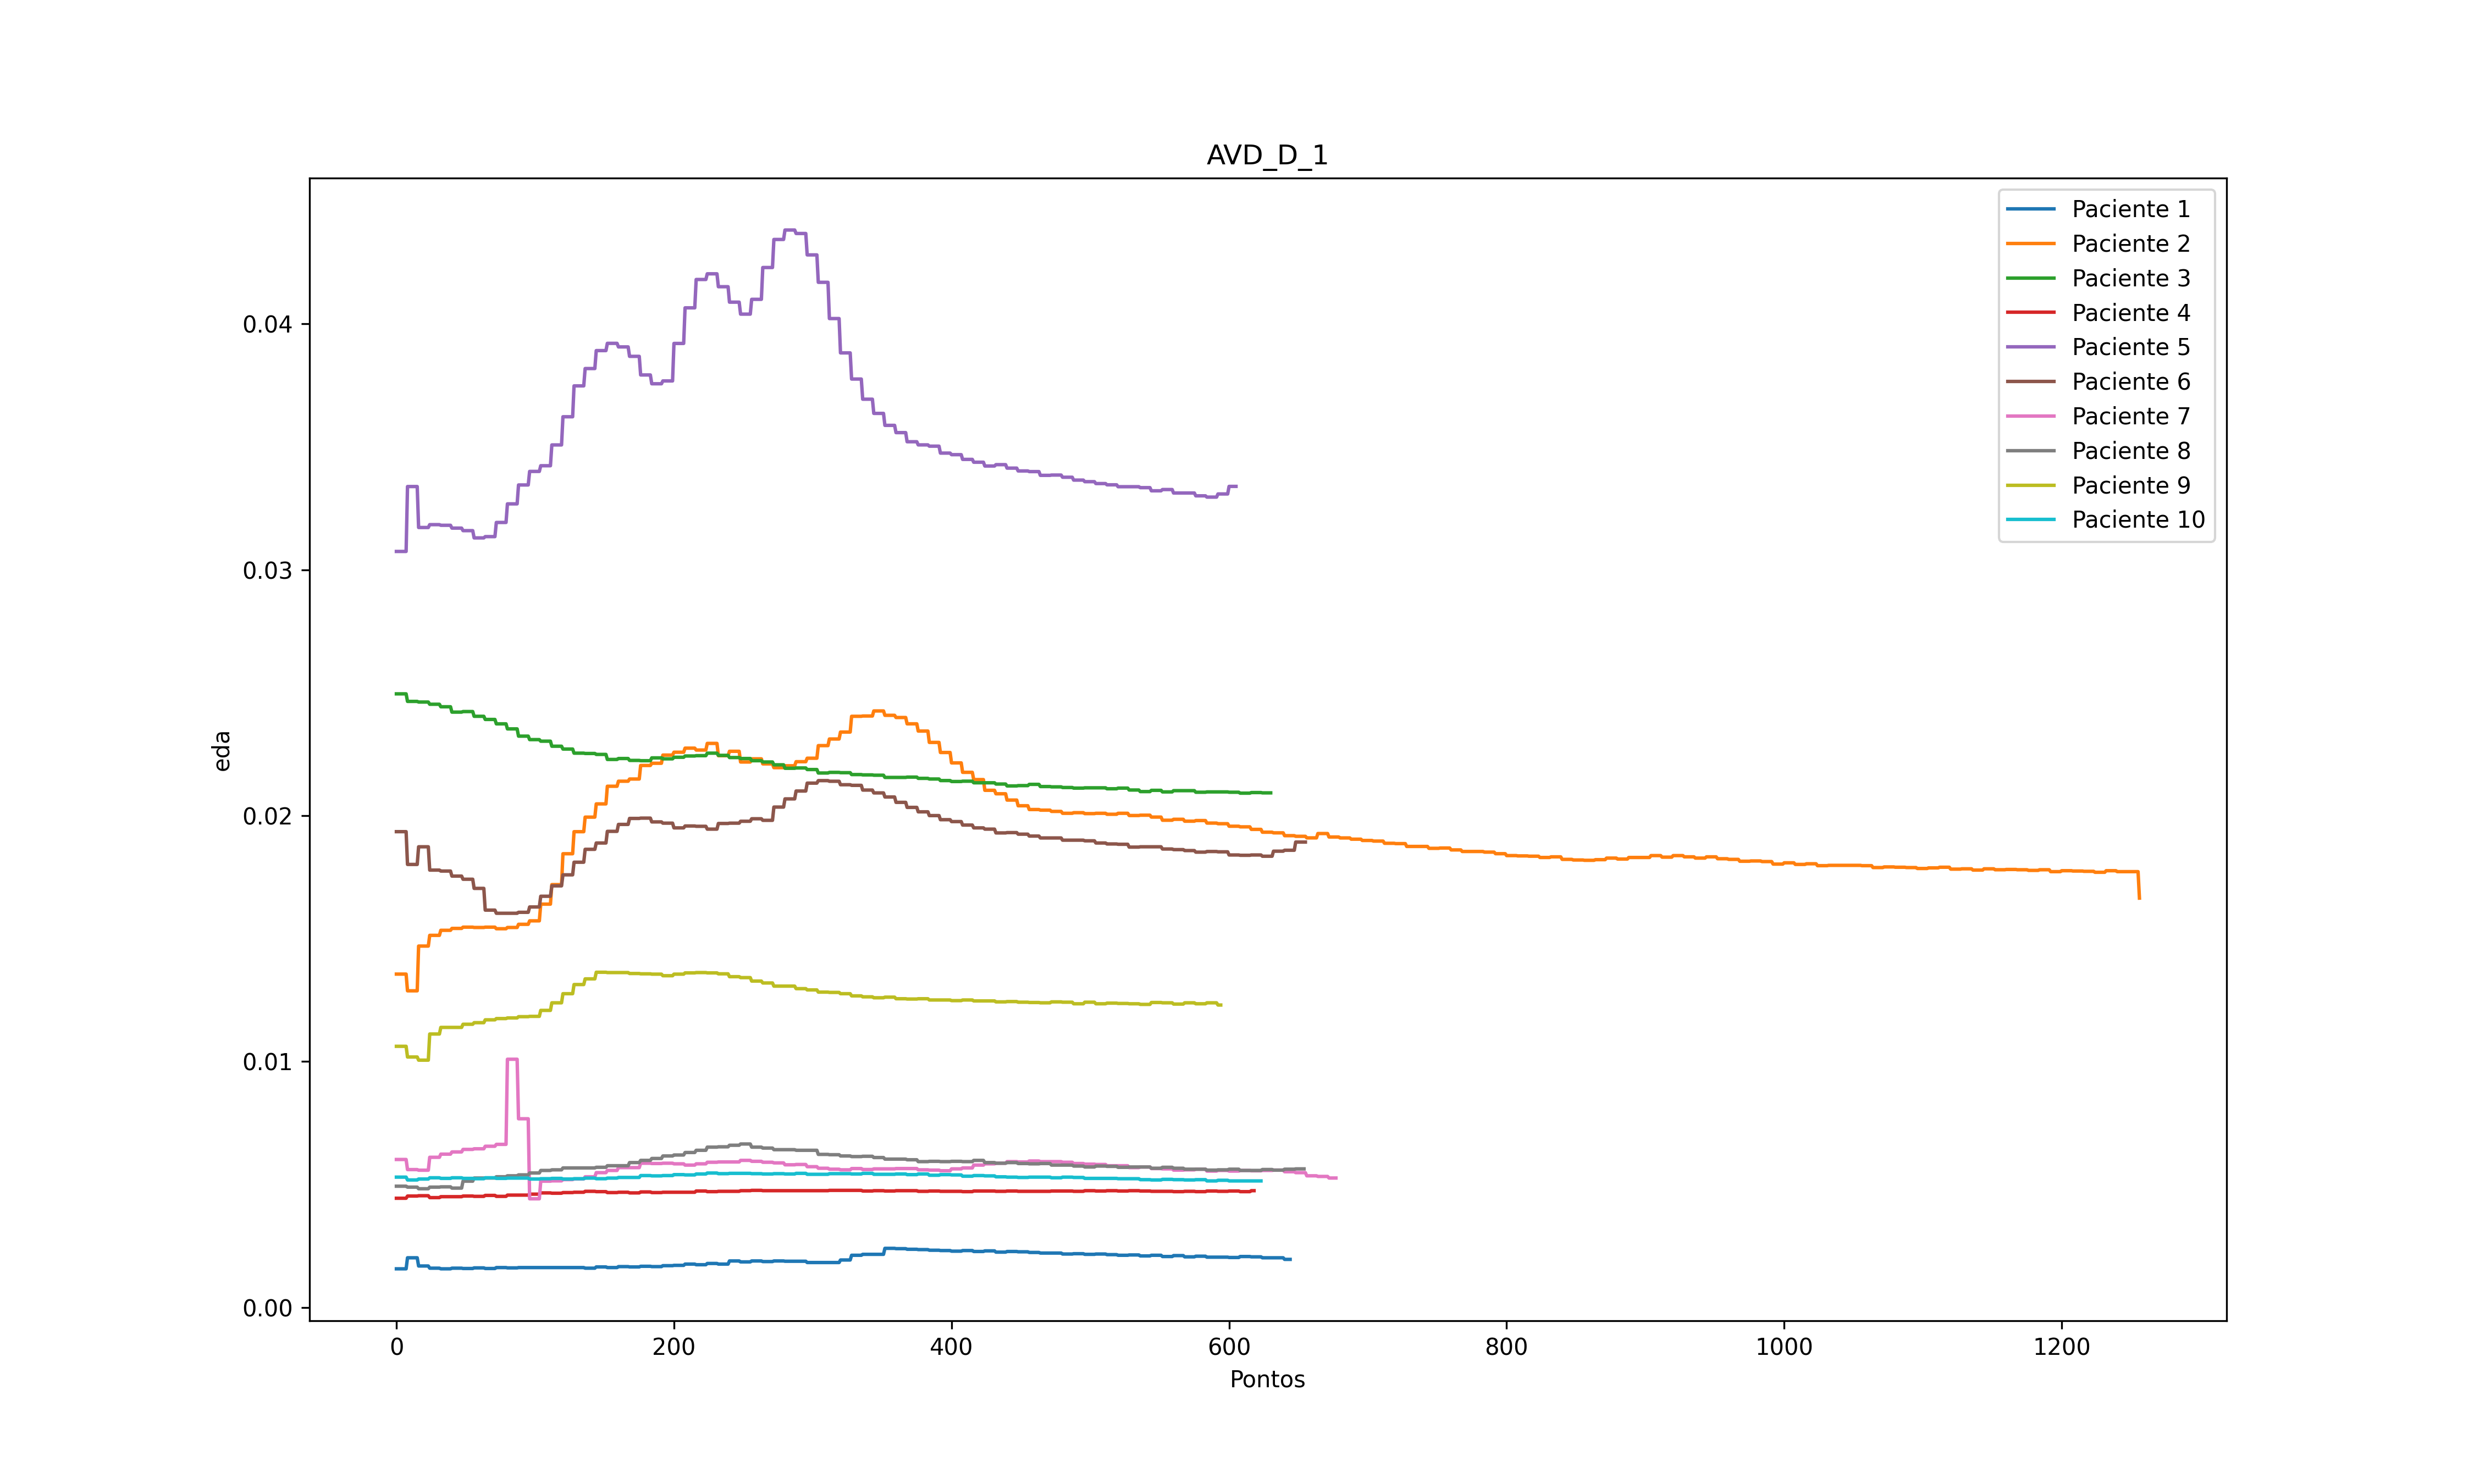 AVD_D_1
Paciente 1
Paciente 2
Paciente 3
Paciente 4
Paciente 5
Paciente 6
Paciente 7
Paciente 8
Paciente 9
Paciente 10
eda
0.04
0.03
0.02
0.01
0.00
0 200 400 600 800 1000 1200
Pontos